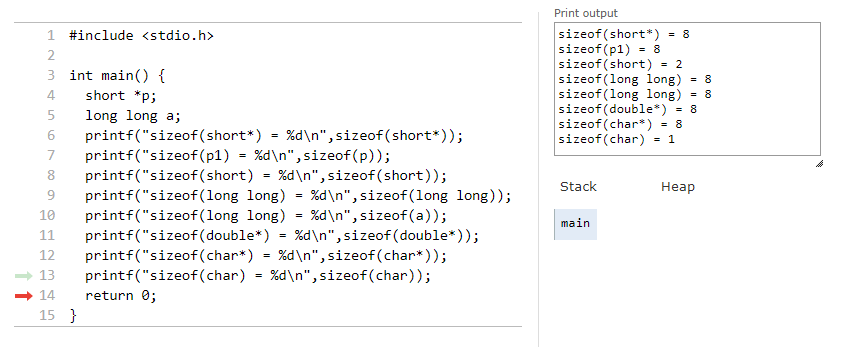 1 #include <stdio.h>
2
3 int main() {
4   short *p;
5   long long a;
6   printf("sizeof(short*) = %d\n",sizeof(short*));
7   printf("sizeof(p1) = %d\n",sizeof(p));
8   printf("sizeof(short) = %d\n",sizeof(short));
9   printf("sizeof(long long) = %d\n",sizeof(long long));
10   printf("sizeof(long long) = %d\n",sizeof(a));
11   printf("sizeof(double*) = %d\n",sizeof(double*));
12   printf("sizeof(char*) = %d\n",sizeof(char*));
13   printf("sizeof(char) = %d\n",sizeof(char));
14   return 0;
15 }
Print output
sizeof(short*) = 8
sizeof(p1) = 8
sizeof(short) = 2
sizeof(long long) = 8
sizeof(long long) = 8
sizeof(double*) = 8
sizeof(char*) = 8
sizeof(char) = 1
Stack Heap
main